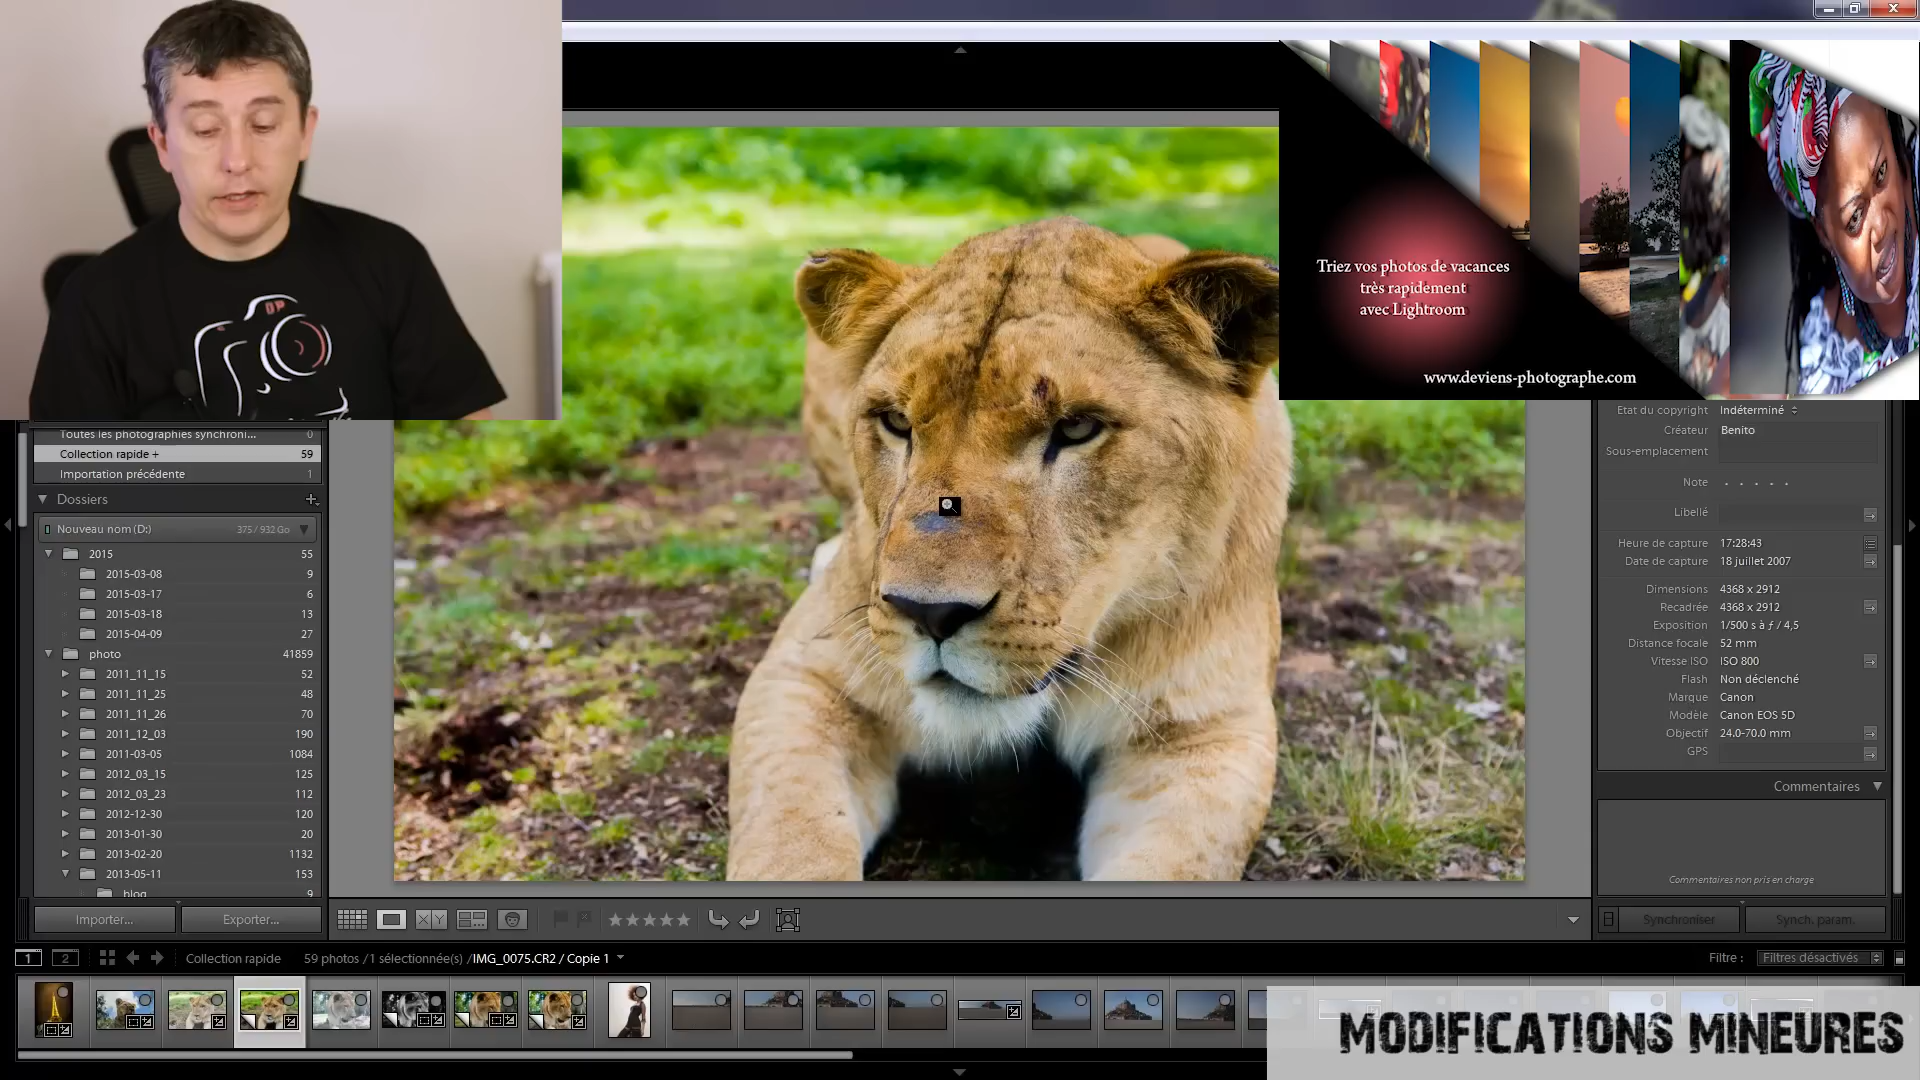 DP
Triez vos photos de vacances
très rapidement
avec Lightroom
www.deviens-photographe.com
Toutes les photographies synchroni... 0
Collection rapide + 59
Importation précédente 1
Dossiers
Nouveau nom (D:) 375 / 932 Go
2015 55
2015-03-08 9
2015-03-17 6
2015-03-18 13
2015-04-09 27
photo 41859
2011_11_15 52
2011_11_25 48
2011_11_26 70
2011_12_03 190
2011-03-05 1084
2012_03_15 125
2012_03_23 112
2012-12-30 120
2013-01-30 20
2013-02-20 1132
2013-05-11 153
blog 9
Importer... Exporter...
Etat du copyright Indéterminé
Créateur Benito
Sous-emplacement
Note
Libellé
Heure de capture 17:28:43
Date de capture 18 juillet 2007
Dimensions 4368 x 2912
Recadrée 4368 x 2912
Exposition 1/500 s à ƒ / 4,5
Distance focale 52 mm
Vitesse ISO ISO 800
Flash Non déclenché
Marque Canon
Modèle Canon EOS 5D
Objectif 24.0-70.0 mm
GPS
Commentaires
Commentaires non pris en charge
Synchroniser Synch. param.
X Y
1 2 Collection rapide 59 photos / 1 sélectionnée(s) / IMG_0075.CR2 / Copie 1
Filtre : Filtres désactivés
MODIFICATIONS MINEURES